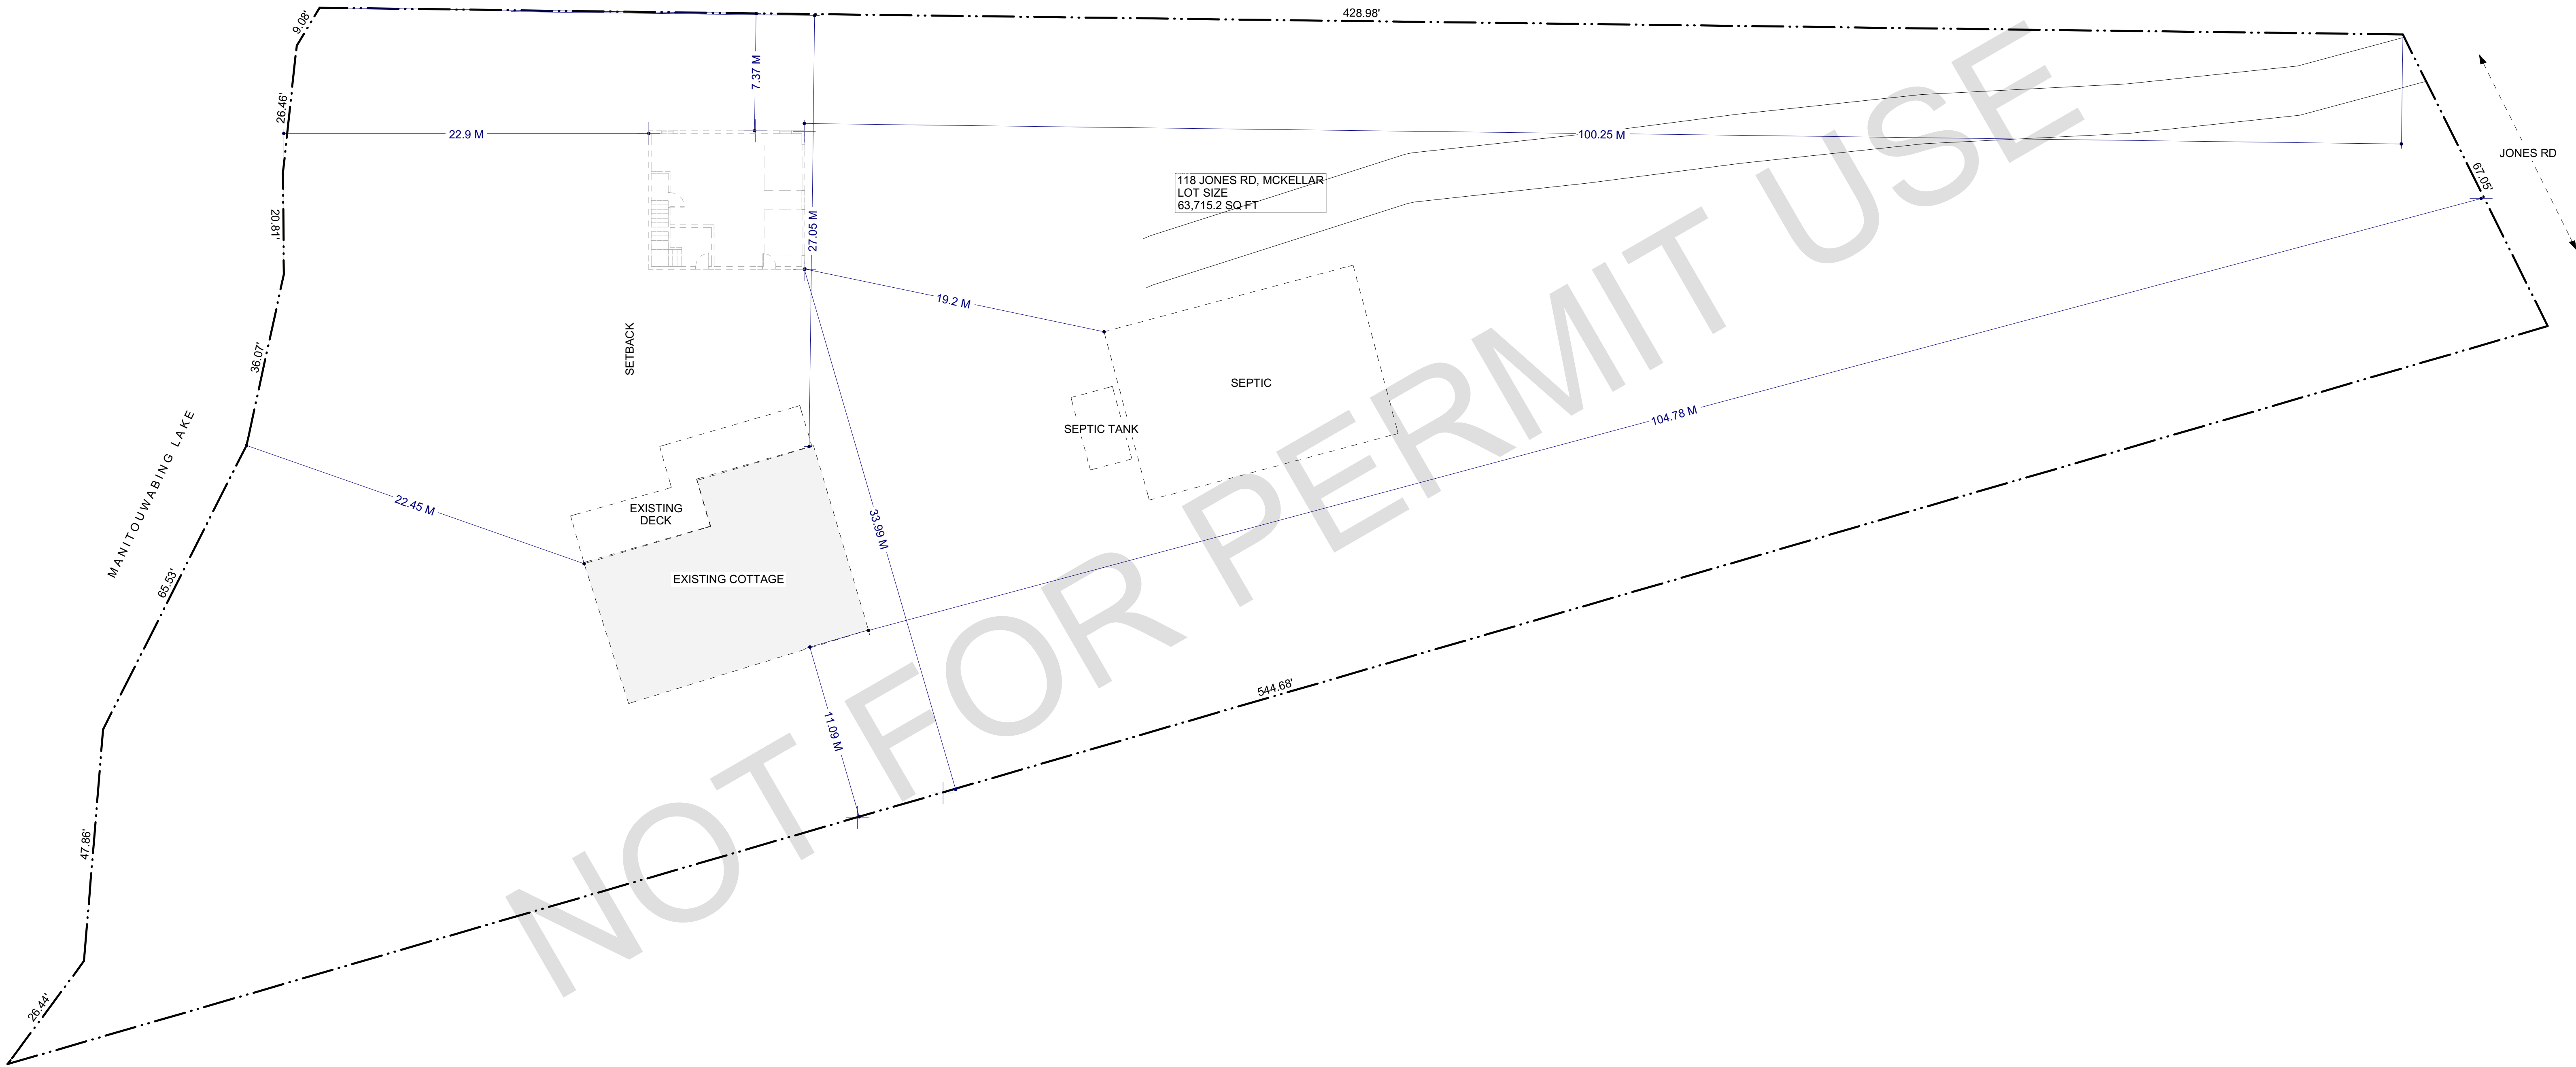 9.08'
428.98'
7.37 M
26.46'
22.9 M
100.25 M
JONES RD
67.05'
118 JONES RD, MCKELLAR
LOT SIZE
63,715.2 SQ FT
20.81'
27.05 M
19.2 M
SETBACK
36.07'
SEPTIC
SEPTIC TANK
104.78 M
MANITOUWABING LAKE
22.45 M
EXISTING
DECK
33.99 M
EXISTING COTTAGE
65.53'
544.68'
11.09 M
47.86'
26.44'
NOT FOR PERMIT USE